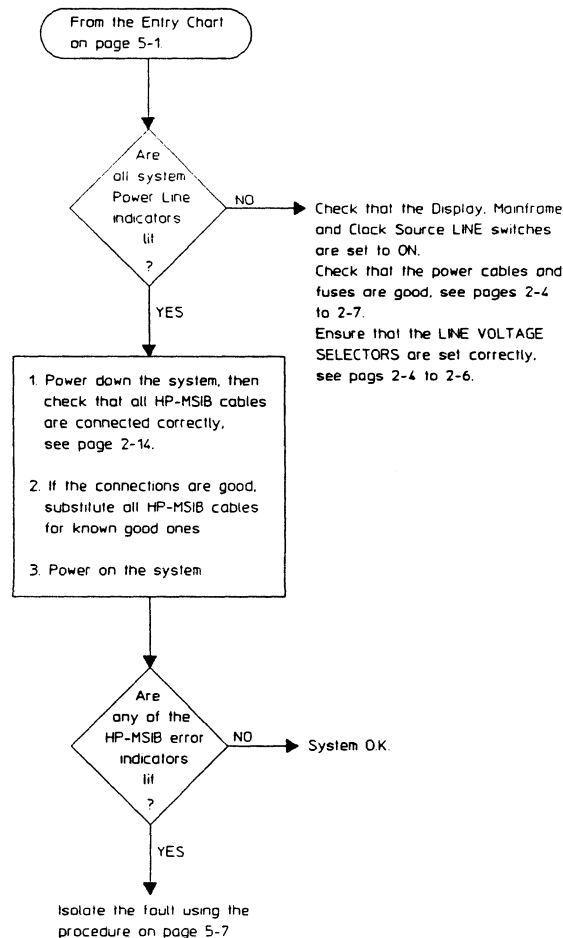 From the Entry Chart
on page 5-1.
Are
all system
Power Line
indicators
lit
?
NO
Check that the Display, Mainframe
and Clock Source LINE switches
are set to ON.
Check that the power cables and
fuses are good, see pages 2-4
to 2-7.
Ensure that the LINE VOLTAGE
SELECTORS are set correctly,
see pags 2-4 to 2-6.
YES
1. Power down the system, then
check that all HP-MSIB cables
are connected correctly,
see page 2-14.
2. If the connections are good,
substitute all HP-MSIB cables
for known good ones
3. Power on the system
Are
any of the
HP-MSIB error
indicators
lit
?
NO
System O.K.
YES
Isolate the fault using the
procedure on page 5-7